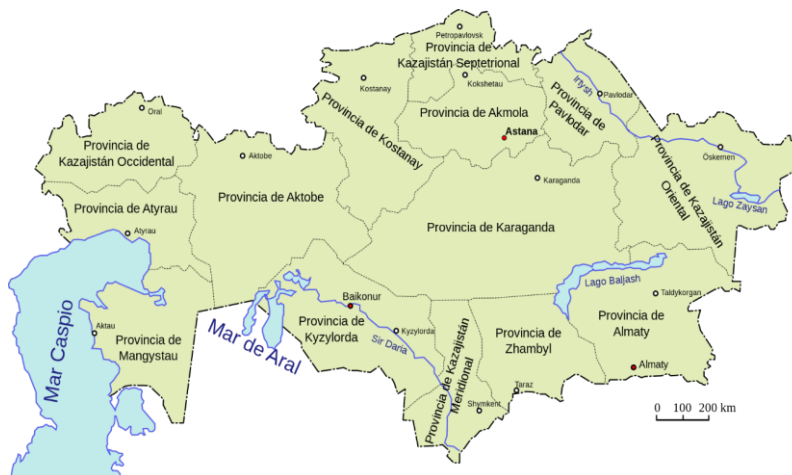 Petropavlovsk
Provincia de
Kazajistán Septetrional
Kostanay
Kokshetau
Irtysh
Pavlodar
Provincia de
Pavlodar
Provincia de Akmola
Astana
Provincia de Kostanay
Oral
Provincia de
Kazajistán Occidental
Aktobe
Öskemen
Provincia de Kazajistán
Oriental
Lago Zaysan
Karaganda
Provincia de Aktobe
Provincia de Atyrau
Atyrau
Provincia de Karaganda
Lago Baljash
Taldykorgan
Provincia de
Almaty
Almaty
Baikonur
Provincia de
Kyzylorda
Kyzylorda
Sir Daria
Mar de Aral
Mar Caspio
Aktau
Provincia de
Mangystau
Provincia de Kazajistán
Meridional
Provincia de
Zhambyl
Taraz
Shymkent
0 100 200 km